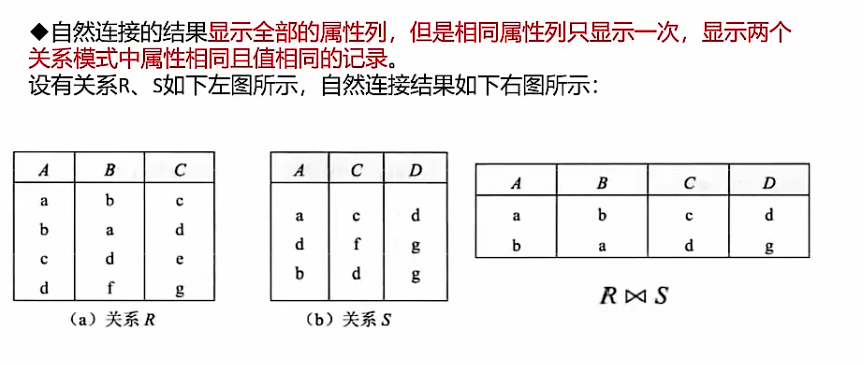 ◆自然连接的结果显示全部的属性列，但是相同属性列只显示一次，显示两个
关系模式中属性相同且值相同的记录。
设有关系R、S如下左图所示，自然连接结果如下右图所示：
A B C
a b c
b a d
c d e
d f g
（a）关系 R
A C D
a c d
d f g
b d g
（b）关系 S
A B C D
a b c d
b a d g
R ⋈ S